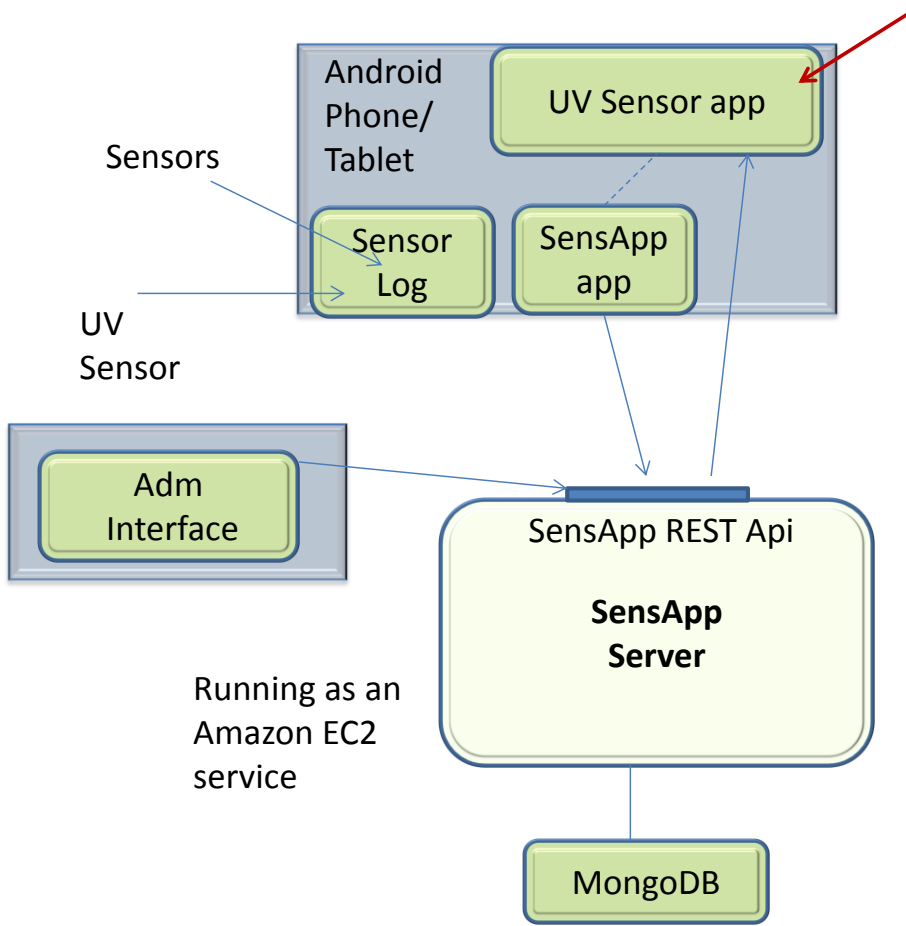 Android
Phone/
Tablet
UV Sensor app
Sensors
Sensor
Log
SensApp
app
UV
Sensor
Adm
Interface
SensApp REST Api
SensApp
Server
Running as an
Amazon EC2
service
MongoDB